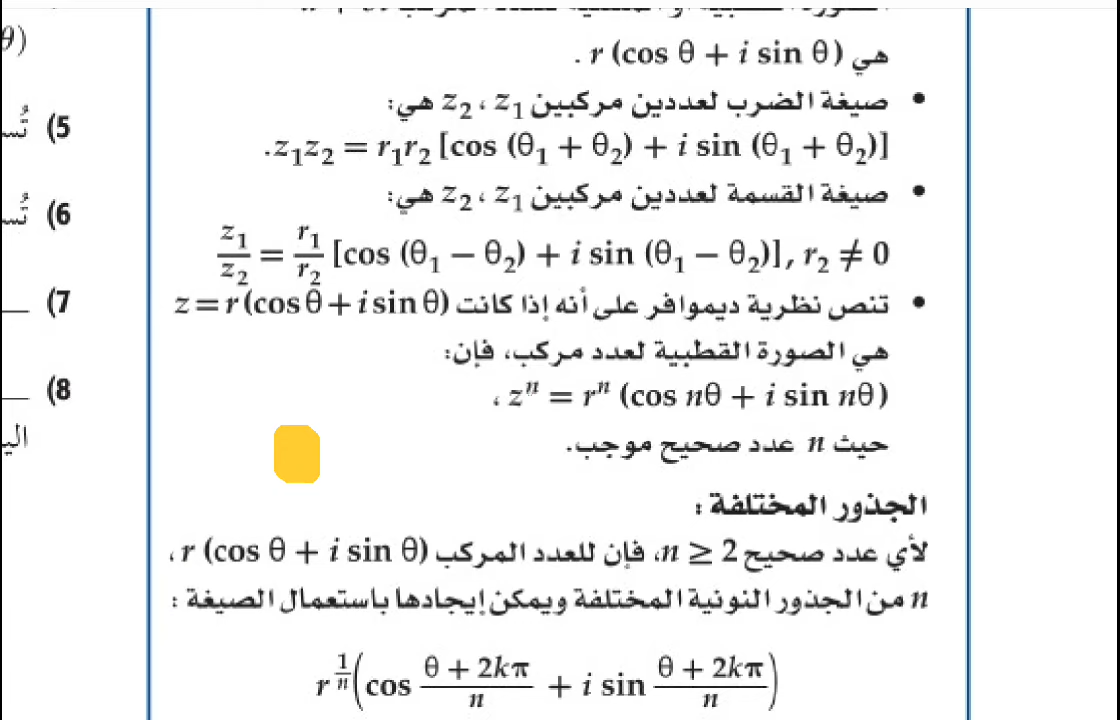 هي r (cos θ + i sin θ) .
• صيغة الضرب لعددين مركبين z₁ ، z₂ هي:
z₁z₂ = r₁r₂ [cos (θ₁ + θ₂) + i sin (θ₁ + θ₂)].
• صيغة القسمة لعددين مركبين z₁ ، z₂ هي:
z₁/z₂ = r₁/r₂ [cos (θ₁ − θ₂) + i sin (θ₁ − θ₂)], r₂ ≠ 0
• تنص نظرية ديموافر على أنه إذا كانت z = r(cos θ + i sin θ)
هي الصورة القطبية لعدد مركب، فإن:
zⁿ = rⁿ (cos nθ + i sin nθ) ،
حيث n عدد صحيح موجب.
الجذور المختلفة :
لأي عدد صحيح n ≥ 2، فإن للعدد المركب r (cos θ + i sin θ) ،
n من الجذور النونية المختلفة ويمكن إيجادها باستعمال الصيغة :
r^(1/n) (cos (θ + 2kπ)/n + i sin (θ + 2kπ)/n)
θ)
(5
(6
(7
(8